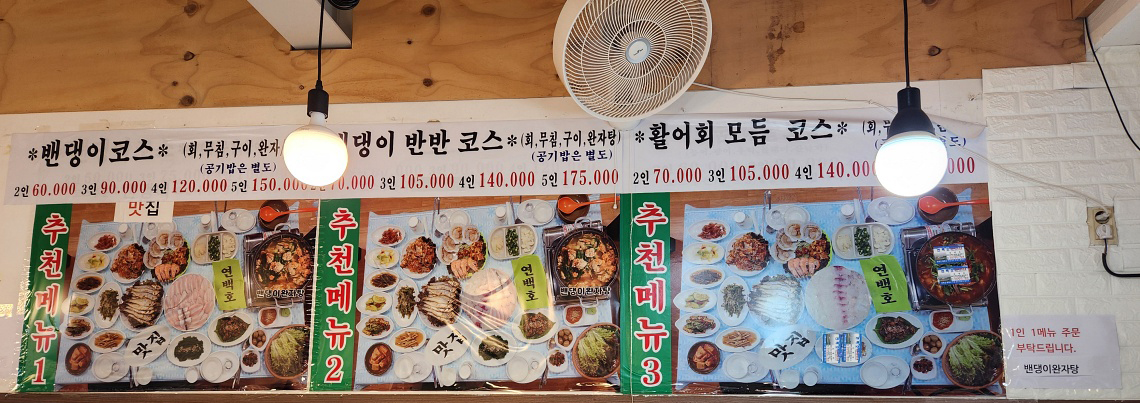 *밴댕이코스* (회,무침,구이,완자
(공기밥은 별도)
2인 60.000 3인 90.000 4인 120.000 5인 150.000
댕이 반반 코스*(회,무침,구이,완자탕)
(공기밥은 별도)
70.000 3인 105.000 4인 140.000 5인 175.000
*활어회 모듬 코스* (회,
2인 70.000 3인 105.000 4인 140.000
추천메뉴1
맛집
연백호
밴댕이완자탕
맛집
추천메뉴2
연백호
밴댕이완자탕
맛집
추천메뉴3
연백호
맛집
1인 1메뉴 주문
부탁드립니다.
밴댕이완자탕